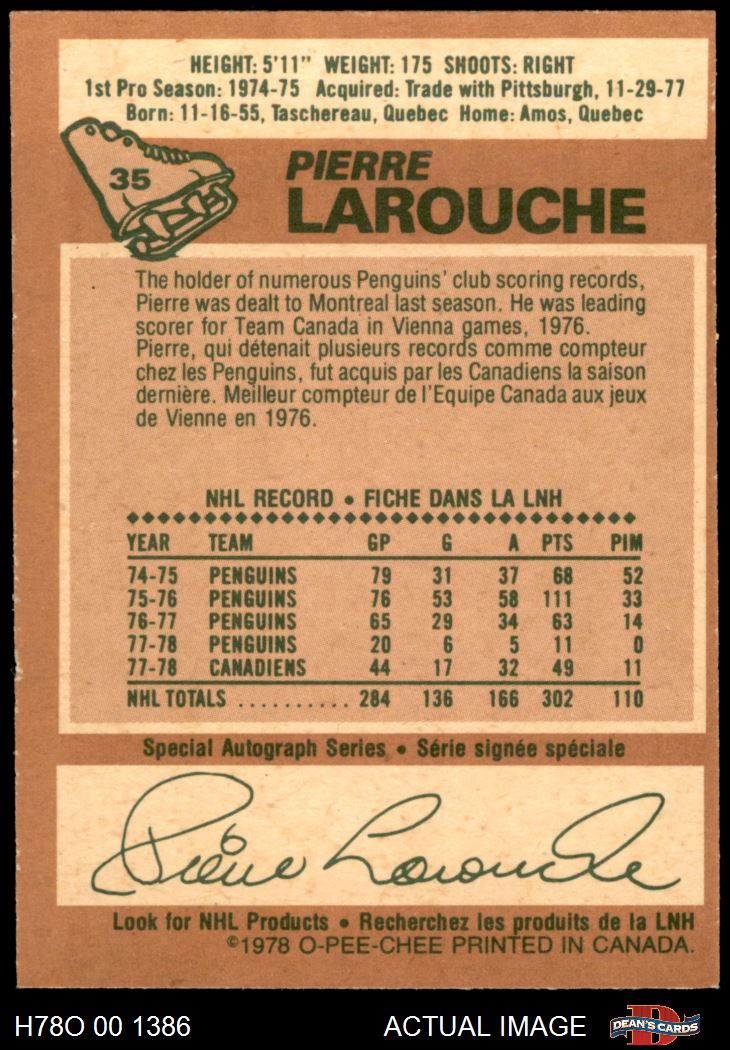 HEIGHT: 5'11" WEIGHT: 175 SHOOTS: RIGHT
1st Pro Season: 1974-75 Acquired: Trade with Pittsburgh, 11-29-77
Born: 11-16-55, Taschereau, Quebec Home: Amos, Quebec
35
PIERRE
LAROUCHE
The holder of numerous Penguins' club scoring records,
Pierre was dealt to Montreal last season. He was leading
scorer for Team Canada in Vienna games, 1976.
Pierre, qui détenait plusieurs records comme compteur
chez les Penguins, fut acquis par les Canadiens la saison
dernière. Meilleur compteur de l'Equipe Canada aux jeux
de Vienne en 1976.
NHL RECORD • FICHE DANS LA LNH
YEAR TEAM GP G A PTS PIM
74-75 PENGUINS 79 31 37 68 52
75-76 PENGUINS 76 53 58 111 33
76-77 PENGUINS 65 29 34 63 14
77-78 PENGUINS 20 6 5 11 0
77-78 CANADIENS 44 17 32 49 11
NHL TOTALS .......... 284 136 166 302 110
Special Autograph Series • Série signée spéciale
Pierre Larouche
Look for NHL Products • Recherchez les produits de la LNH
©1978 O-PEE-CHEE PRINTED IN CANADA.
H78O 00 1386 ACTUAL IMAGE D DEAN'S CARDS